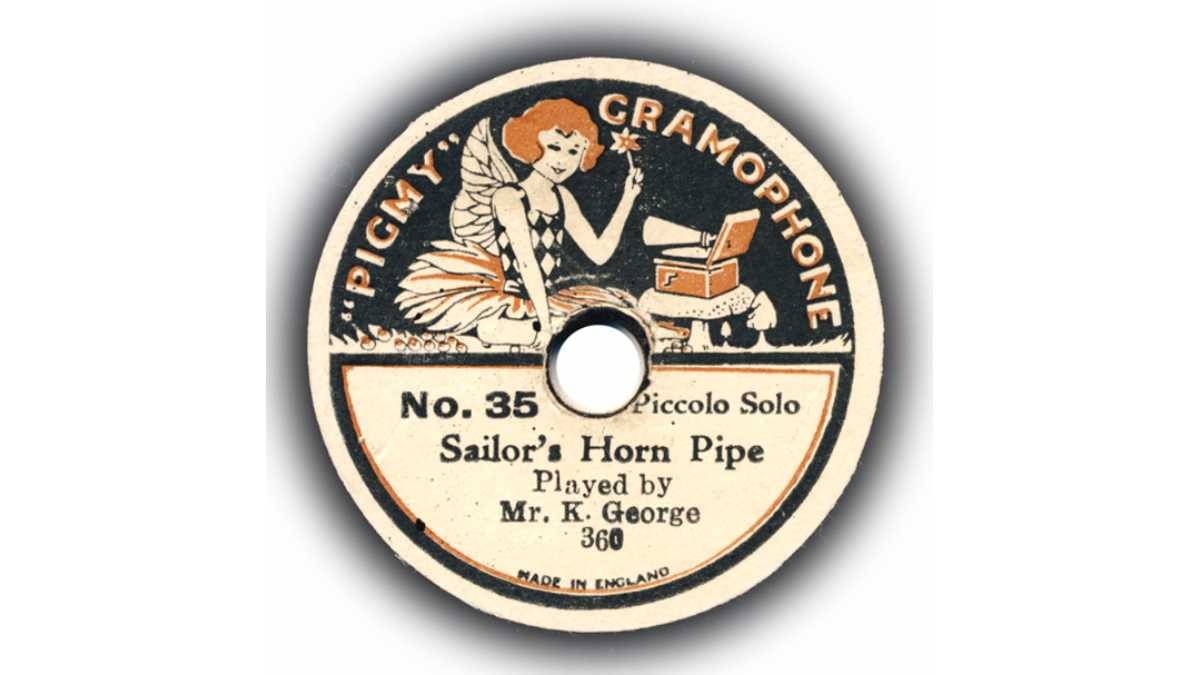 "PIGMY" GRAMOPHONE
No. 35 Piccolo Solo
Sailor's Horn Pipe
Played by
Mr. K. George
360
MADE IN ENGLAND